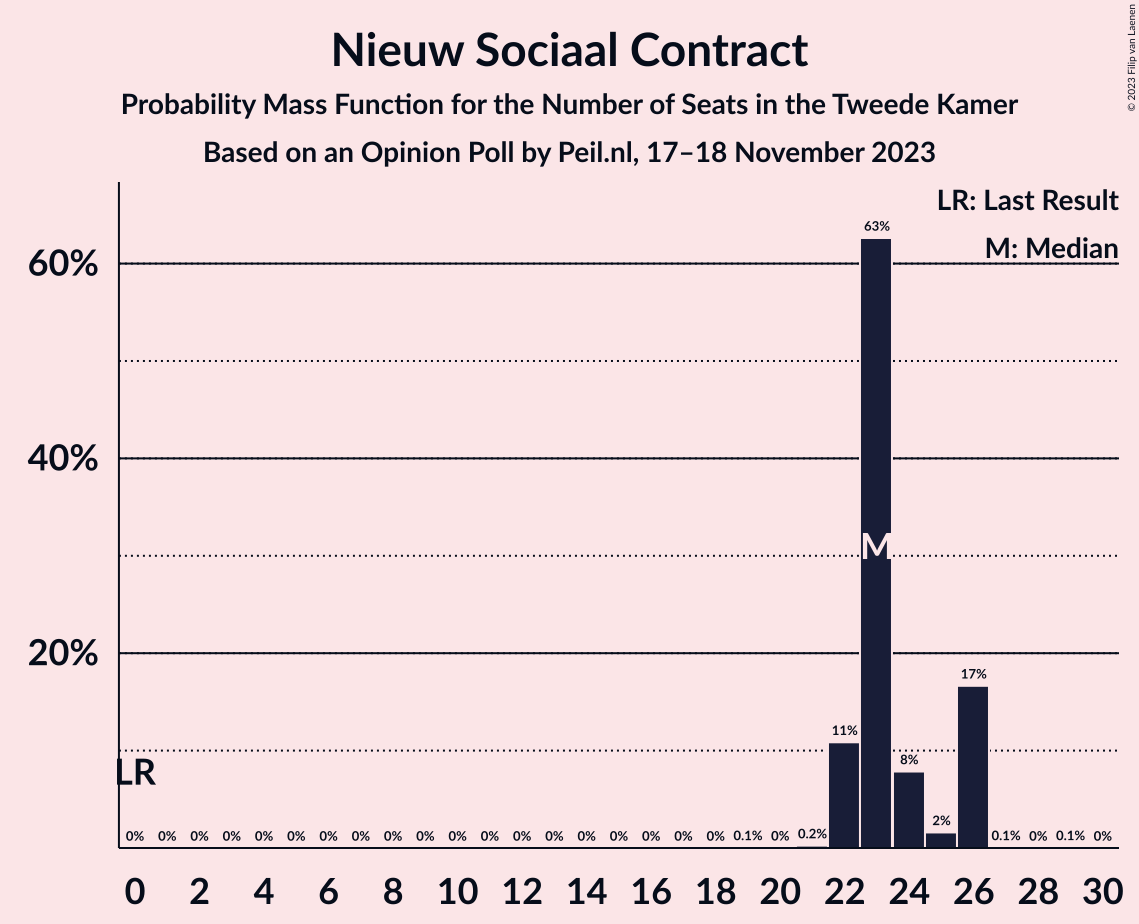 Nieuw Sociaal Contract
Probability Mass Function for the Number of Seats in the Tweede Kamer
Based on an Opinion Poll by Peil.nl, 17–18 November 2023
© 2023 Filip van Laenen
LR: Last Result
M: Median
63%
60%
40%
M
20%
17%
11%
8%
LR
2%
0% 0% 0% 0% 0% 0% 0% 0% 0% 0% 0% 0% 0% 0% 0% 0% 0% 0% 0% 0.1% 0% 0.2% 0.1% 0% 0.1% 0%
0 2 4 6 8 10 12 14 16 18 20 22 24 26 28 30